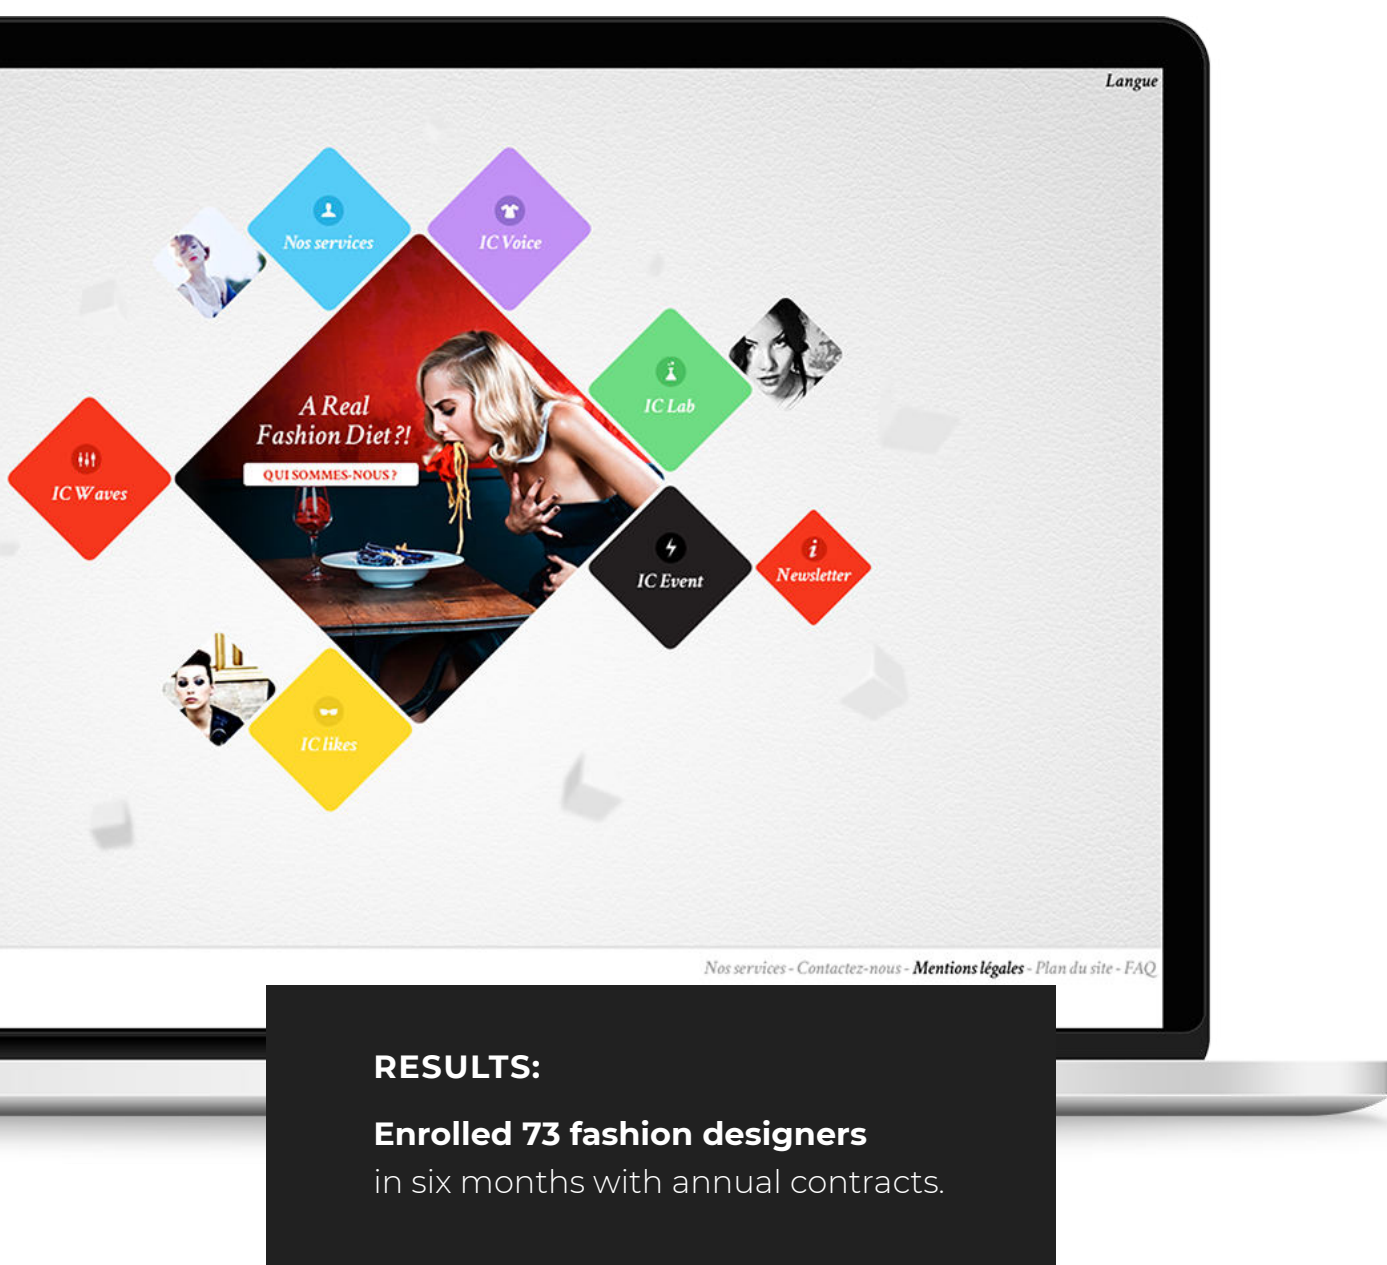 Langue
Nos services
IC Voice
A Real
Fashion Diet?!
QUI SOMMES-NOUS?
IC Lab
IC Waves
IC Event
Newsletter
IC likes
Nos services - Contactez-nous - Mentions légales - Plan du site - FAQ
RESULTS:
Enrolled 73 fashion designers
in six months with annual contracts.